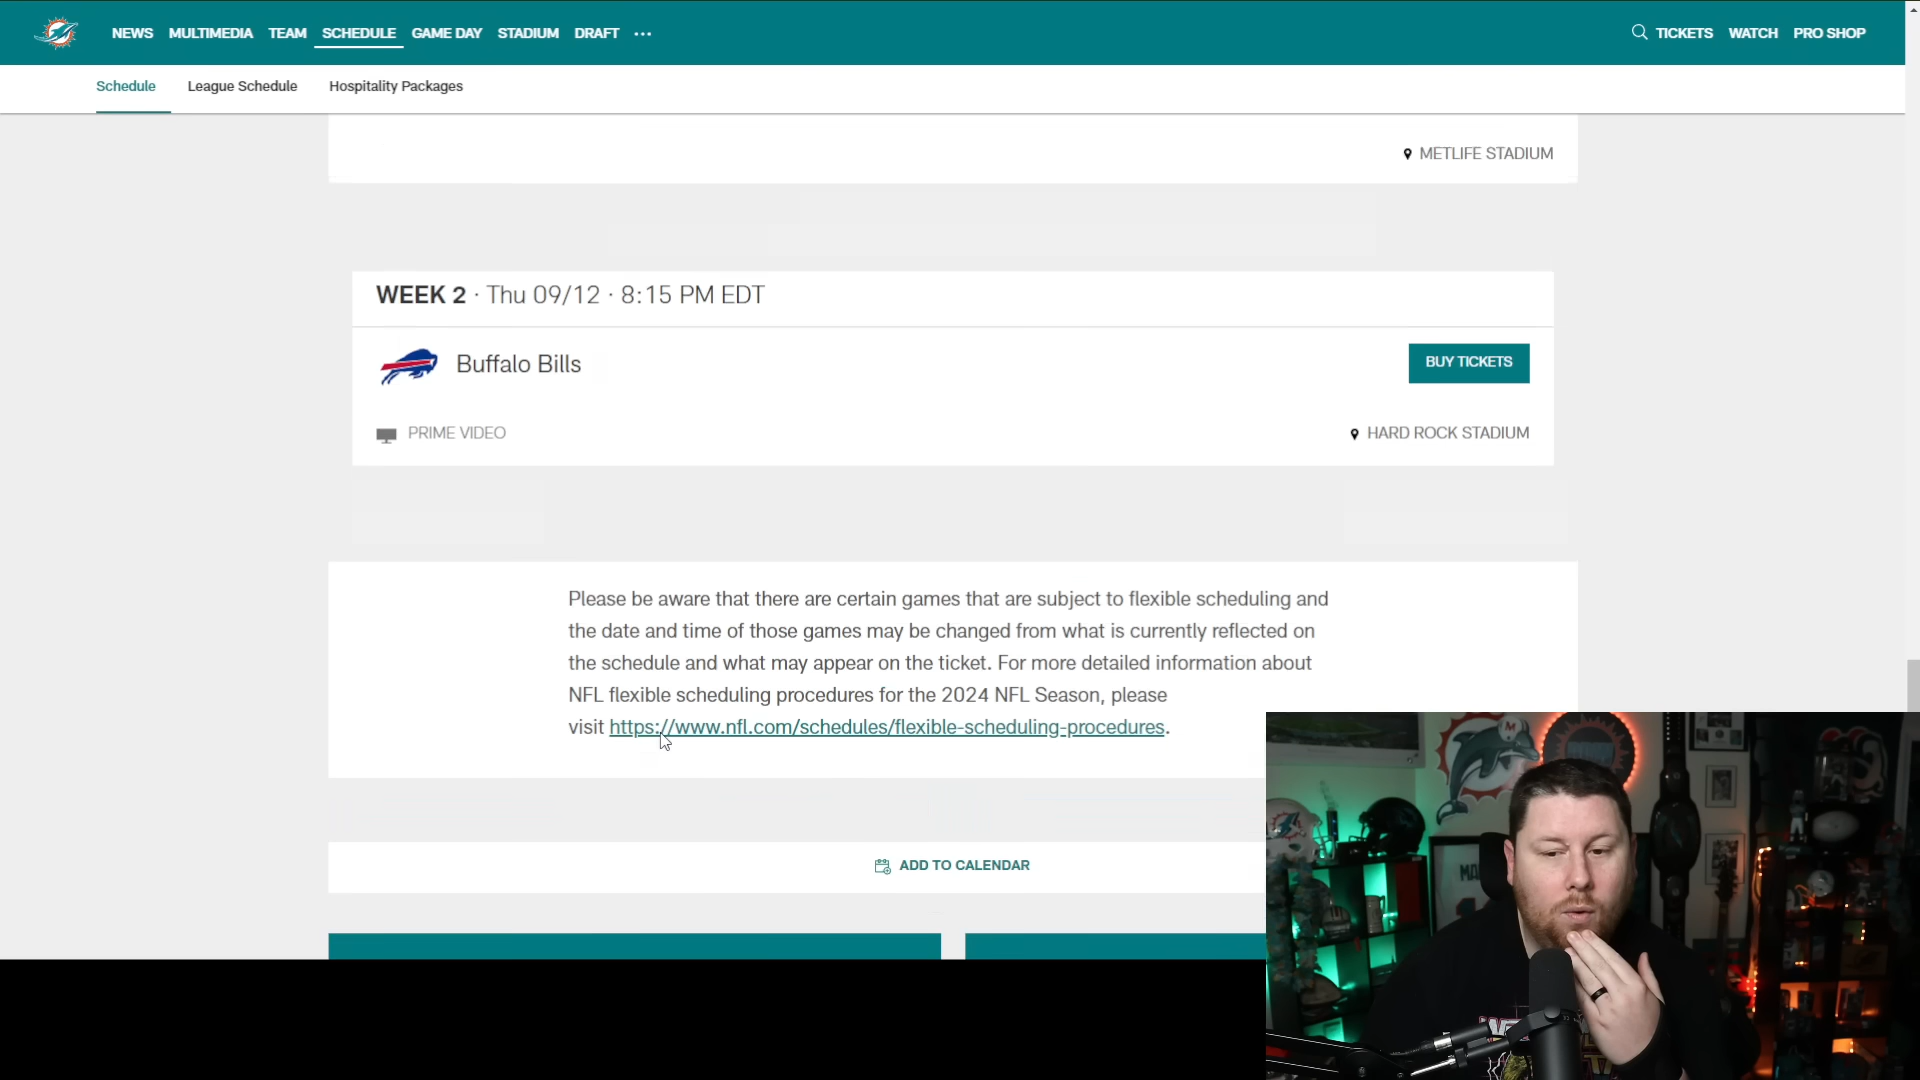 NEWS MULTIMEDIA TEAM SCHEDULE GAME DAY STADIUM DRAFT ••• TICKETS WATCH PRO SHOP
Schedule League Schedule Hospitality Packages
METLIFE STADIUM
WEEK 2 · Thu 09/12 · 8:15 PM EDT
Buffalo Bills BUY TICKETS
PRIME VIDEO HARD ROCK STADIUM
Please be aware that there are certain games that are subject to flexible scheduling and
the date and time of those games may be changed from what is currently reflected on
the schedule and what may appear on the ticket. For more detailed information about
NFL flexible scheduling procedures for the 2024 NFL Season, please
visit https://www.nfl.com/schedules/flexible-scheduling-procedures.
ADD TO CALENDAR